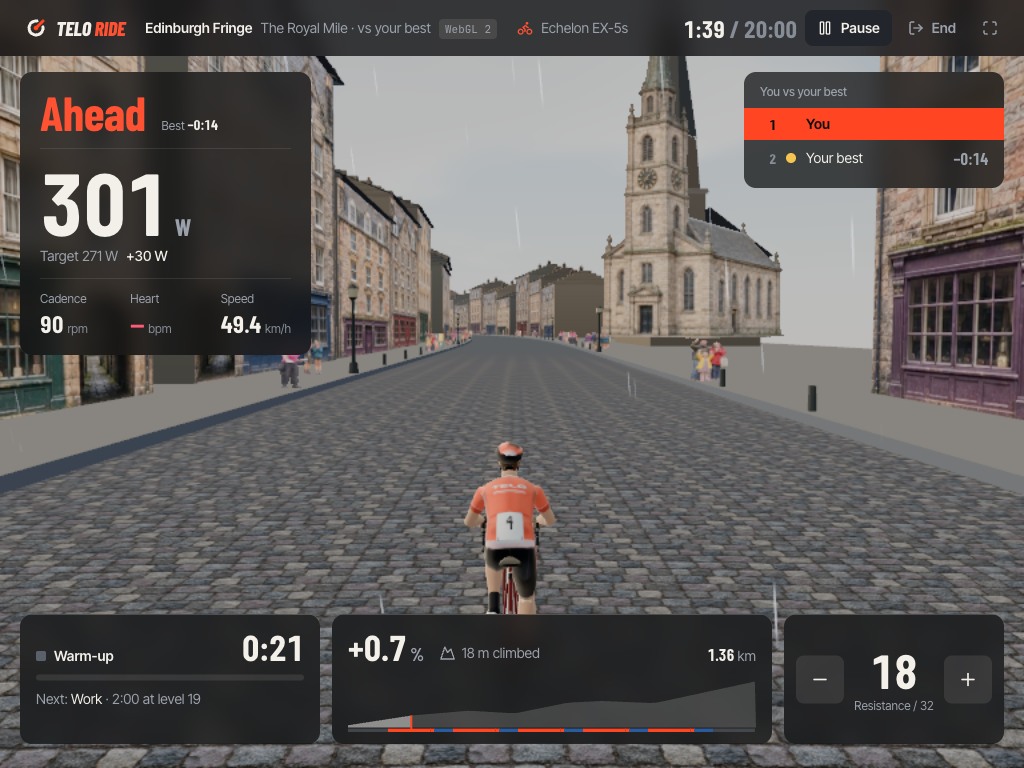 TELO RIDE Edinburgh Fringe The Royal Mile · vs your best WebGL 2 Echelon EX-5s 1:39 / 20:00 Pause End
Ahead Best −0:14
301 W
Target 271 W +30 W
Cadence Heart Speed
90 rpm — bpm 49.4 km/h
You vs your best
1 You
2 Your best −0:14
TELO
4
Warm-up 0:21
Next: Work · 2:00 at level 19
+0.7 % 18 m climbed 1.36 km
− 18 +
Resistance / 32